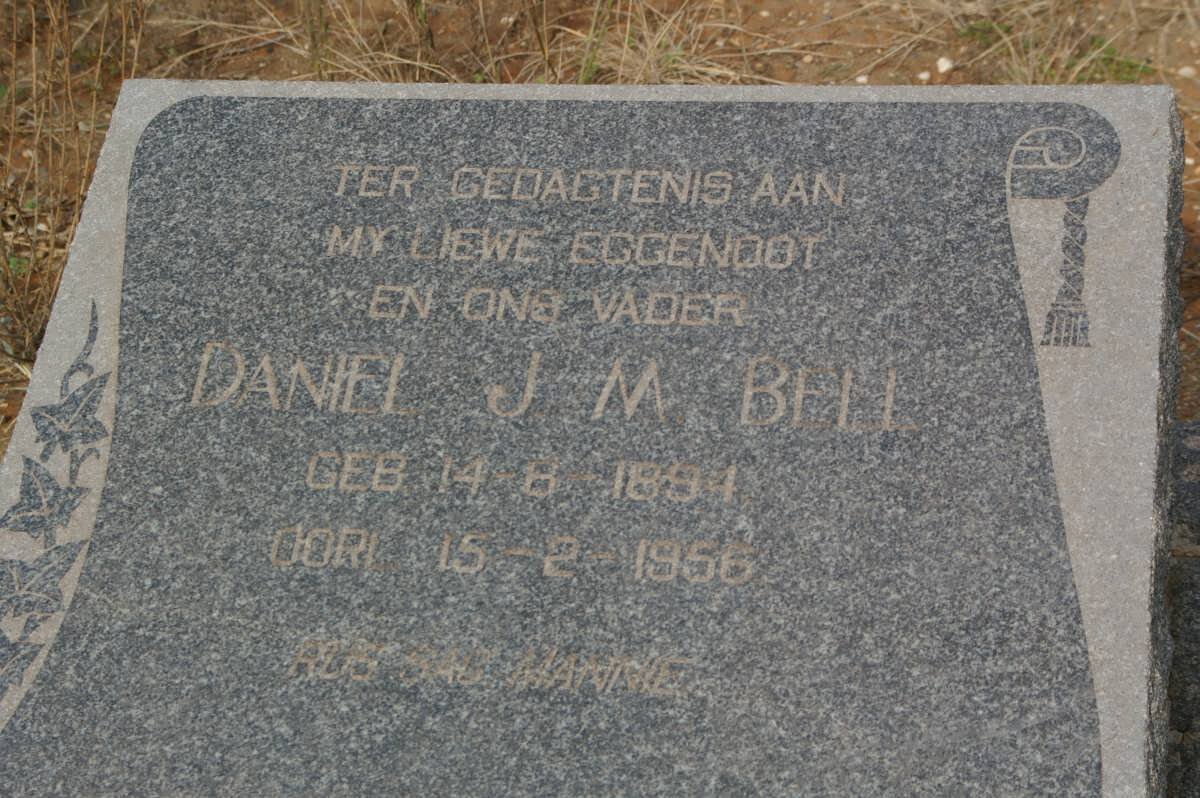 TER GEDAGTENIS AAN
MY LIEWE EGGENOOT
EN ONS VADER
DANIEL J. M. BELL
GEB. 14-8-1894.
OORL. 15-2-1956.
RUS SAG MANNIE.